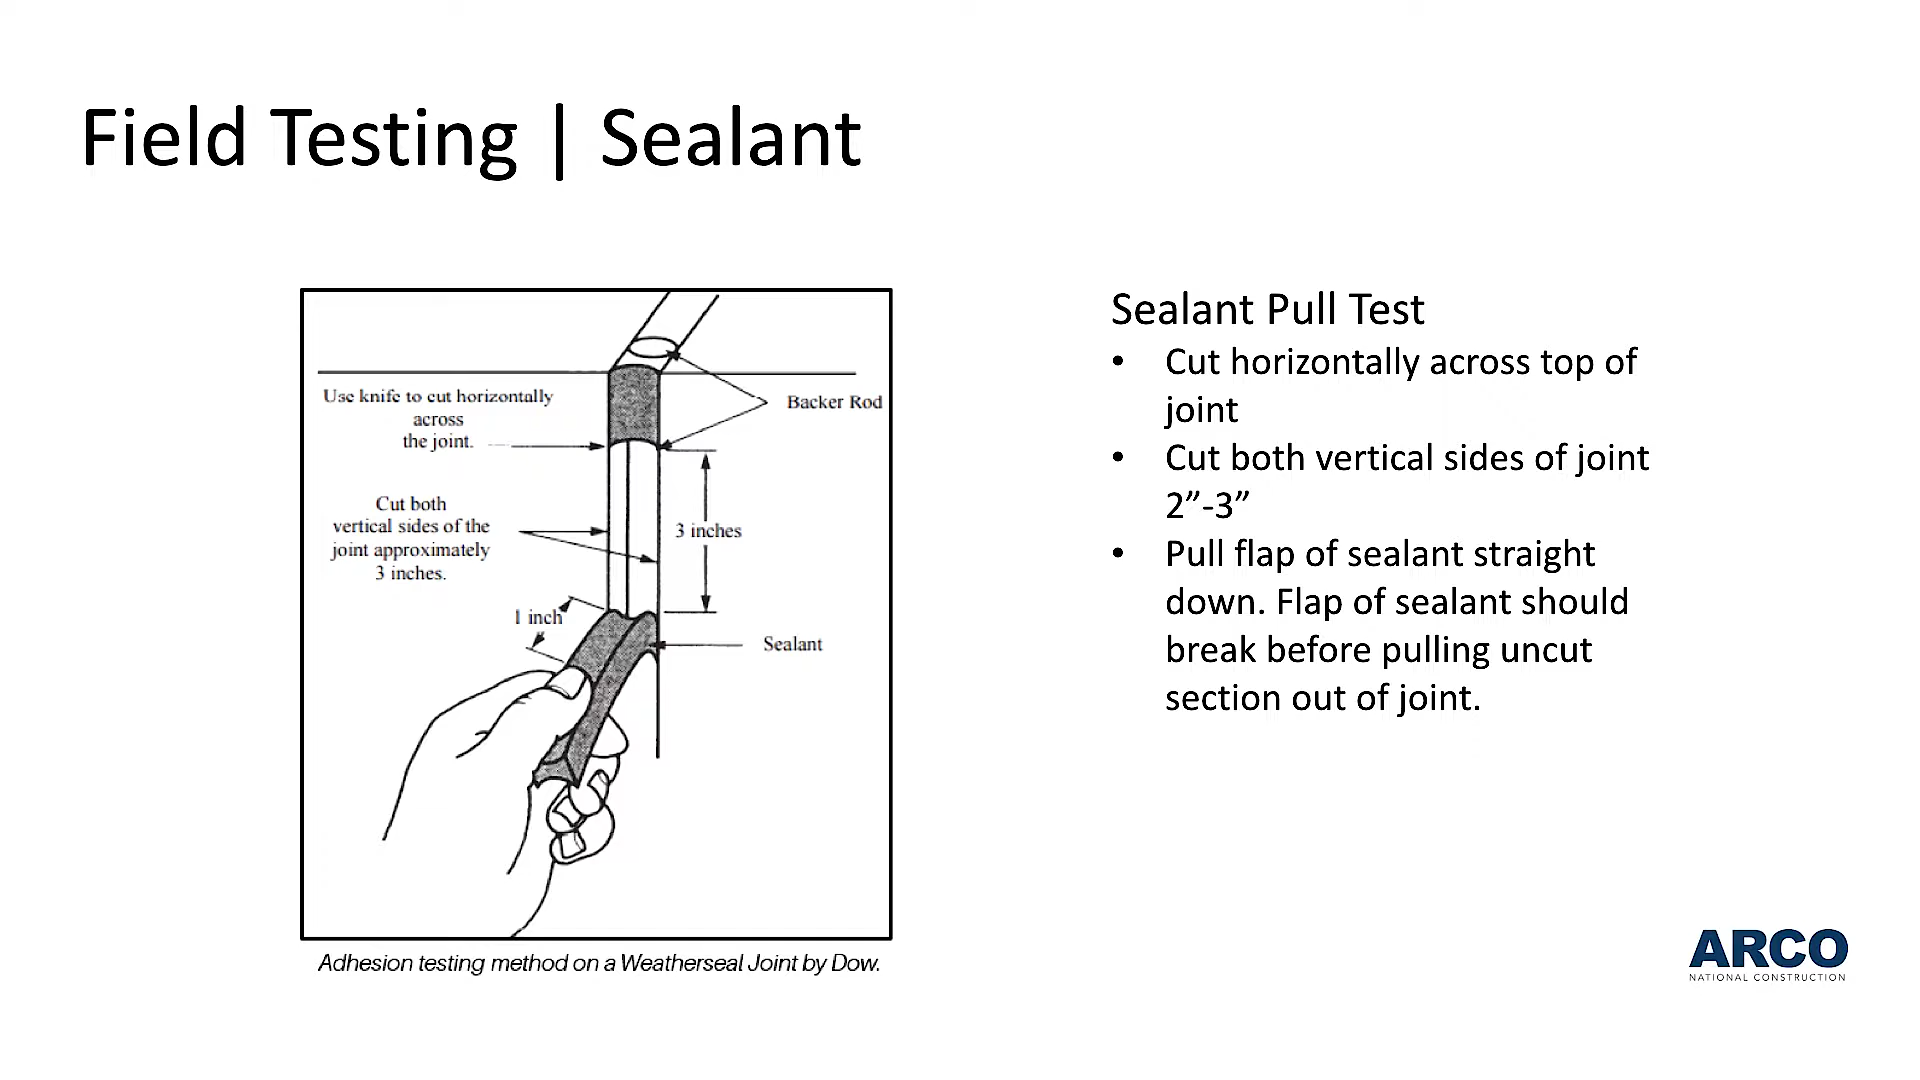 Field Testing | Sealant
Use knife to cut horizontally
across
the joint.
Backer Rod
Cut both
vertical sides of the
joint approximately
3 inches.
3 inches
1 inch
Sealant
Adhesion testing method on a Weatherseal Joint by Dow.
Sealant Pull Test
• Cut horizontally across top of
joint
• Cut both vertical sides of joint
2”-3”
• Pull flap of sealant straight
down. Flap of sealant should
break before pulling uncut
section out of joint.
ARCO
NATIONAL CONSTRUCTION